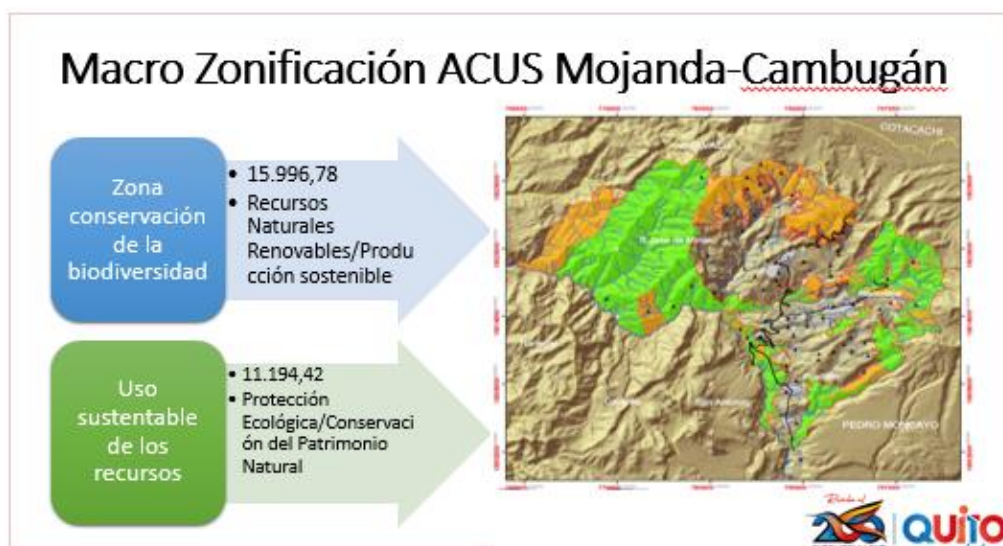 Macro Zonificación ACUS Mojanda-Cambugán
Zona
conservación
de la
biodiversidad
• 15.996,78
• Recursos
Naturales
Renovables/Produ
cción sostenible
Uso
sustentable
de los
recursos
• 11.194,42
• Protección
Ecológica/Conservaci
ón del Patrimonio
Natural
COTACACHI
PEDRO MONCAYO
QUITO